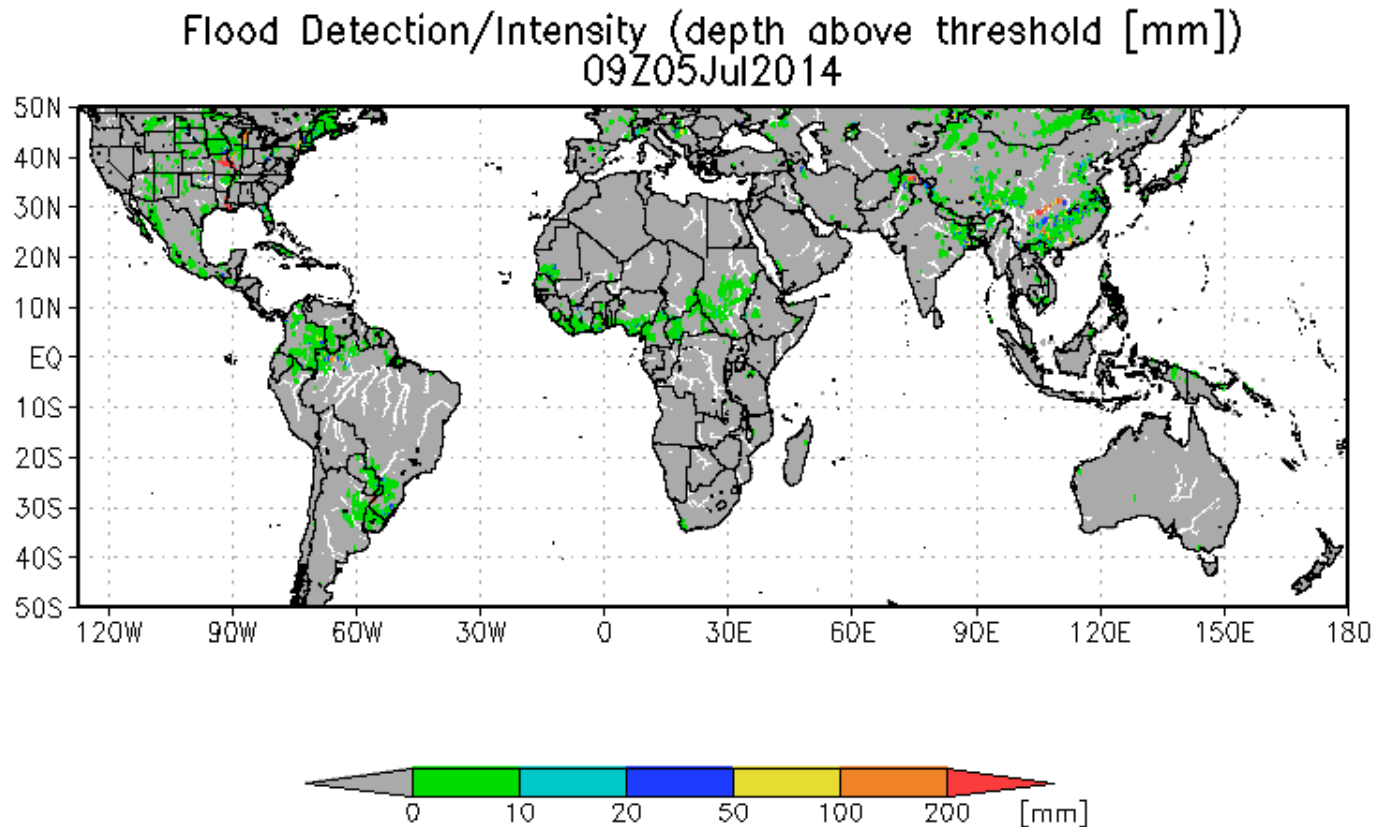 Flood Detection/Intensity (depth above threshold [mm])
09Z05Jul2014
50N
40N
30N
20N
10N
EQ
10S
20S
30S
40S
50S
120W 90W 60W 30W 0 30E 60E 90E 120E 150E 180
0 10 20 50 100 200 [mm]